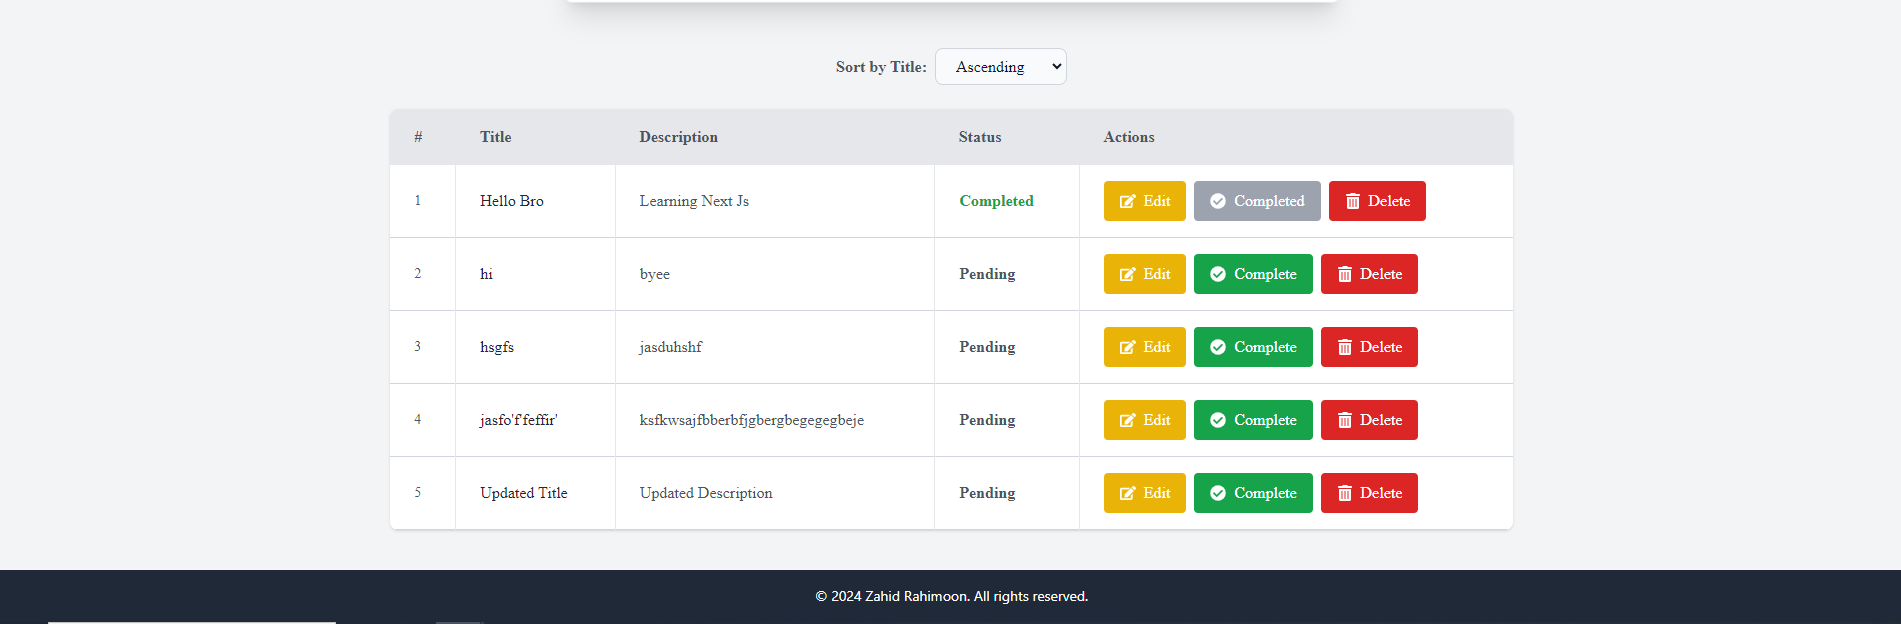 Sort by Title: Ascending
# Title Description Status Actions
1 Hello Bro Learning Next Js Completed Edit Completed Delete
2 hi byee Pending Edit Complete Delete
3 hsgfs jasduhshf Pending Edit Complete Delete
4 jasfo'f'feffir' ksfkwsajfbberbfjgbergbegegegbeje Pending Edit Complete Delete
5 Updated Title Updated Description Pending Edit Complete Delete
© 2024 Zahid Rahimoon. All rights reserved.